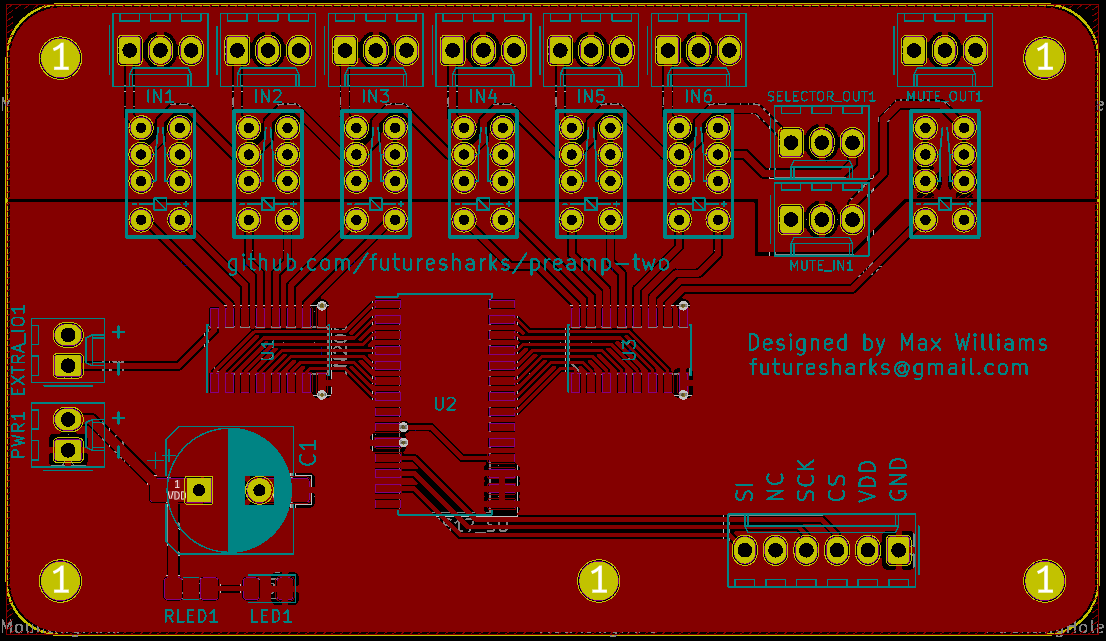 1
1
IN1
IN2
IN3
IN4
IN5
IN6
SELECTOR_OUT1
MUTE_OUT1
MUTE_IN1
github.com/futuresharks/preamp-two
EXTRA_IO1
U1
U3
Designed by Max Williams
futuresharks@gmail.com
U2
PWR1
C1
1
VDD
SI
NC
SCK
CS
VDD
GND
1
1
1
RLED1
LED1